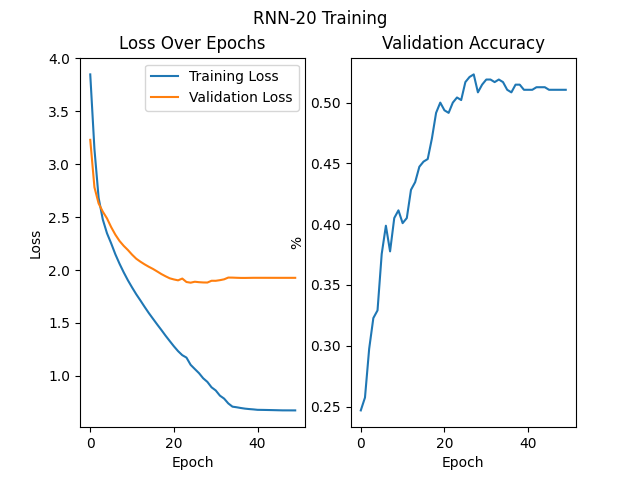 RNN-20 Training
Loss Over Epochs
4.0
3.5
3.0
2.5
2.0
1.5
1.0
Loss
Training Loss
Validation Loss
0 20 40
Epoch
Validation Accuracy
0.50
0.45
0.40
0.35
0.30
0.25
%
0 20 40
Epoch